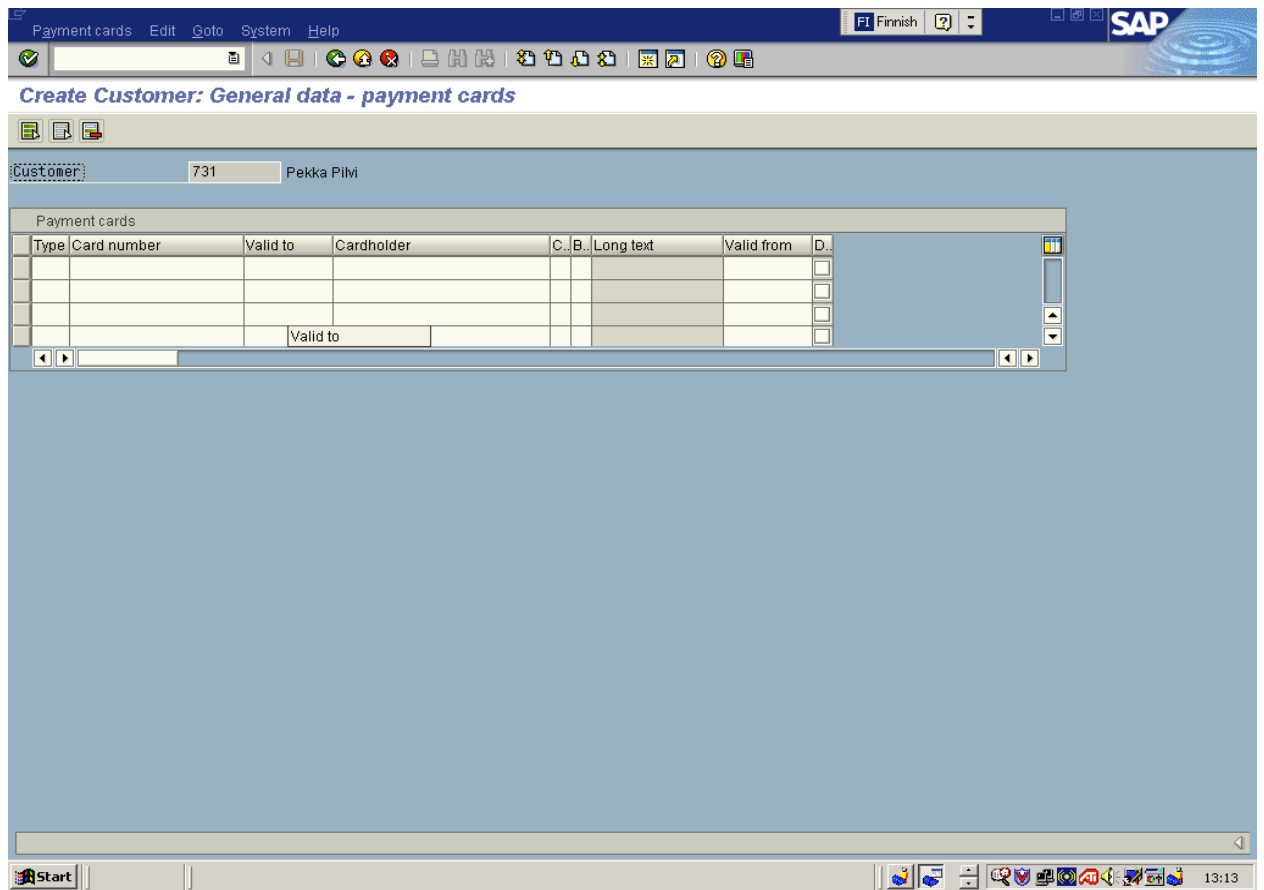 Payment cards Edit Goto System Help
FI Finnish
SAP
Create Customer: General data - payment cards
Customer 731 Pekka Pilvi
Payment cards
Type Card number Valid to Cardholder C.. B.. Long text Valid from D..
Valid to
Start 13:13